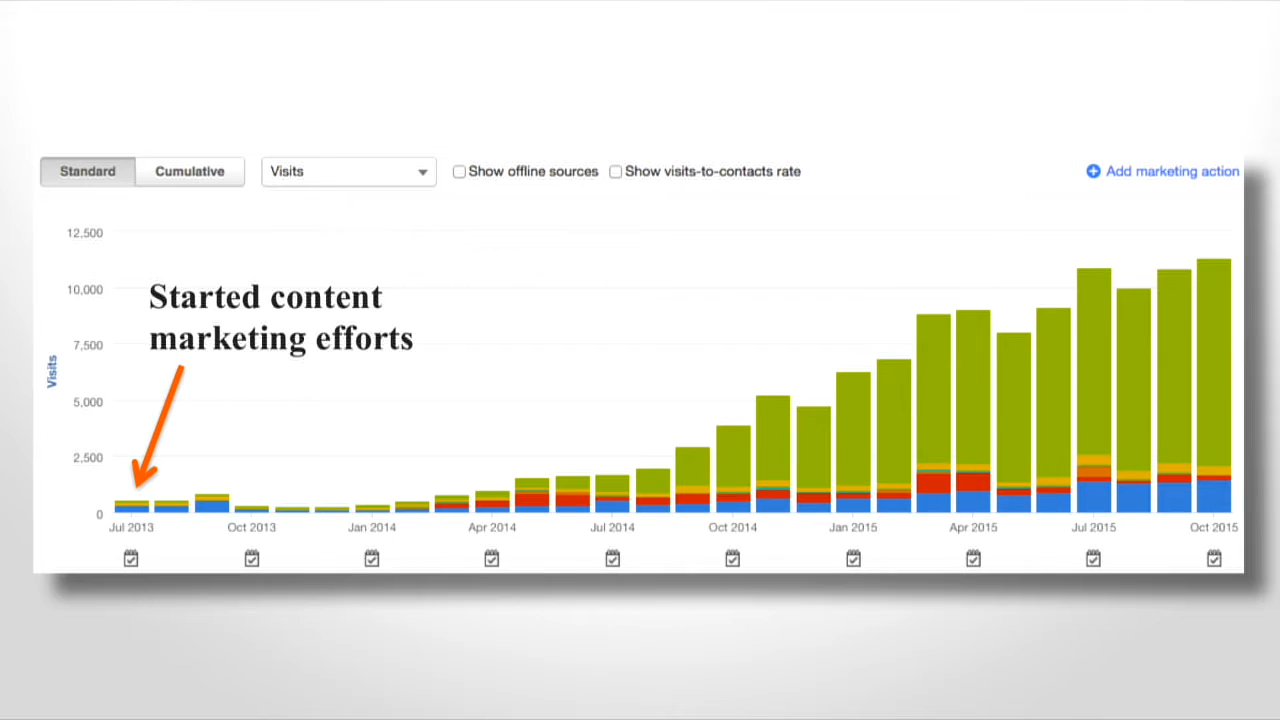 Standard Cumulative Visits Show offline sources Show visits-to-contacts rate Add marketing action
12,500
10,000
7,500
5,000
2,500
0
Visits
Started content
marketing efforts
Jul 2013 Oct 2013 Jan 2014 Apr 2014 Jul 2014 Oct 2014 Jan 2015 Apr 2015 Jul 2015 Oct 2015